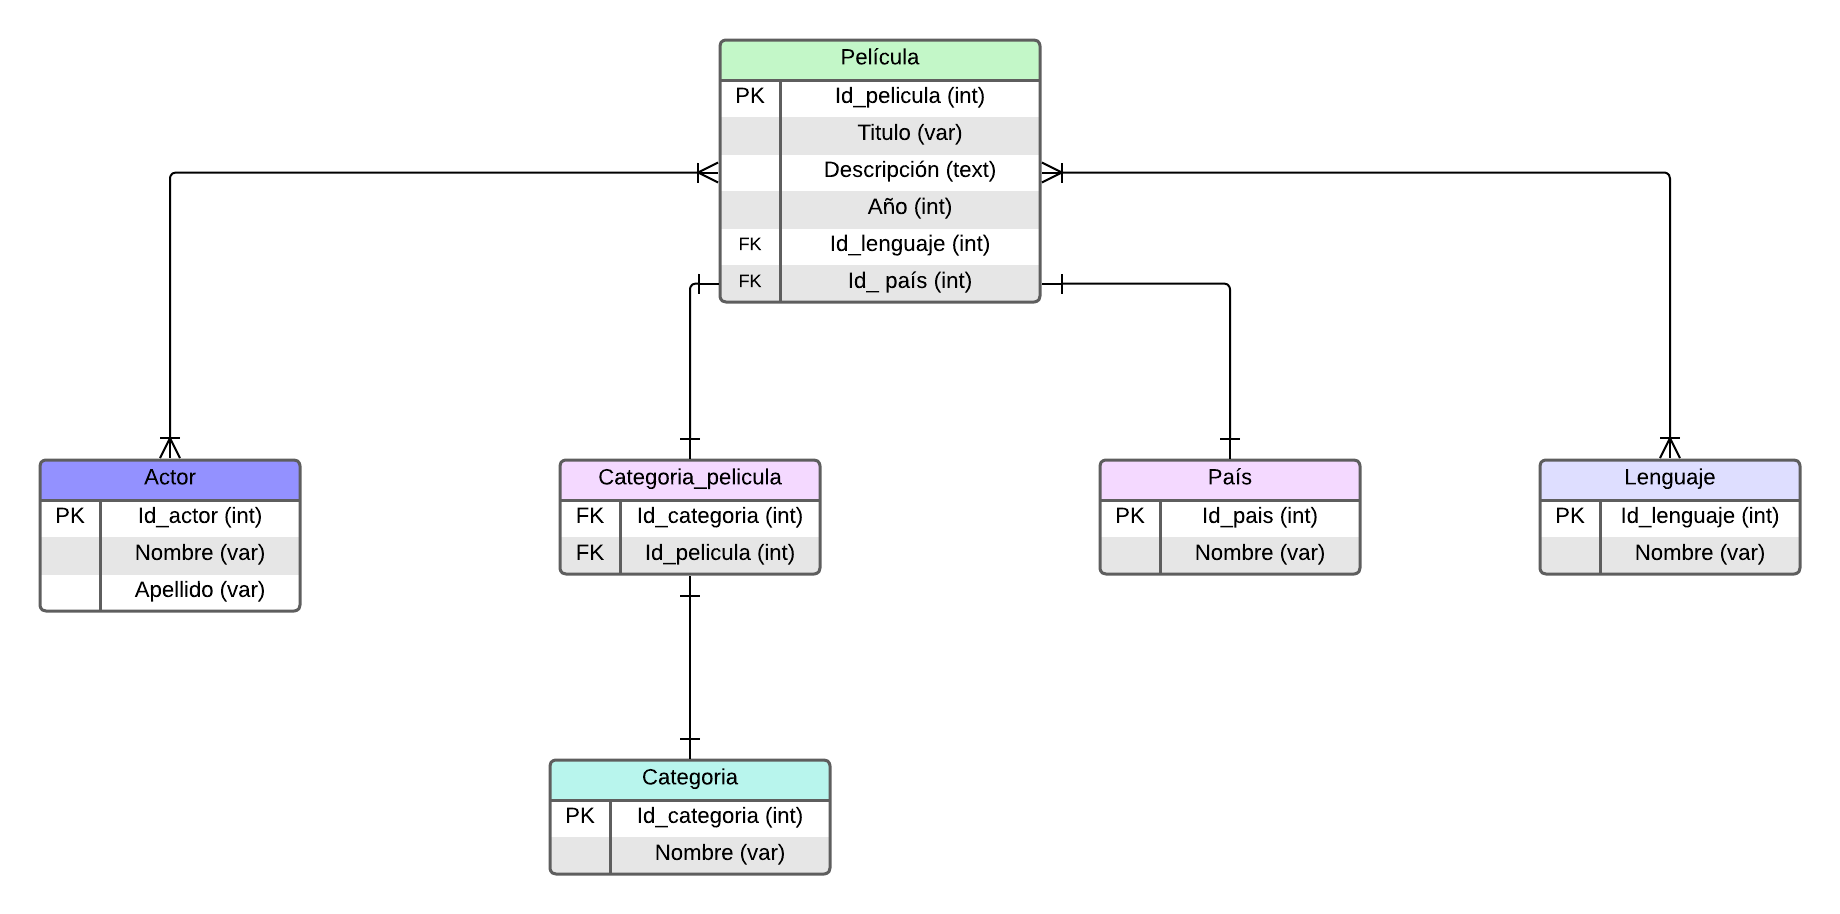 Película
PK Id_pelicula (int)
Titulo (var)
Descripción (text)
Año (int)
FK Id_lenguaje (int)
FK Id_ país (int)
Actor
PK Id_actor (int)
Nombre (var)
Apellido (var)
Categoria_pelicula
FK Id_categoria (int)
FK Id_pelicula (int)
País
PK Id_pais (int)
Nombre (var)
Lenguaje
PK Id_lenguaje (int)
Nombre (var)
Categoria
PK Id_categoria (int)
Nombre (var)